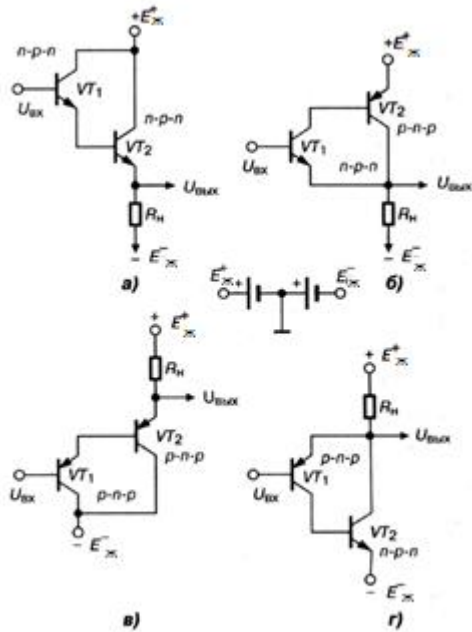 +E⁺ж
n-p-n
VT₁
Uвх
n-p-n
VT₂
Uвых
Rн
– E⁻ж
а)
+E⁺ж
VT₂
p-n-p
VT₁
Uвх
n-p-n
Uвых
Rн
– E⁻ж
б)
E⁺ж + + E⁻ж
+
E⁺ж
Rн
Uвых
VT₂
p-n-p
VT₁
Uвх
p-n-p
– E⁻ж
в)
+
E⁺ж
Rн
Uвых
p-n-p
VT₁
Uвх
VT₂
n-p-n
– E⁻ж
г)